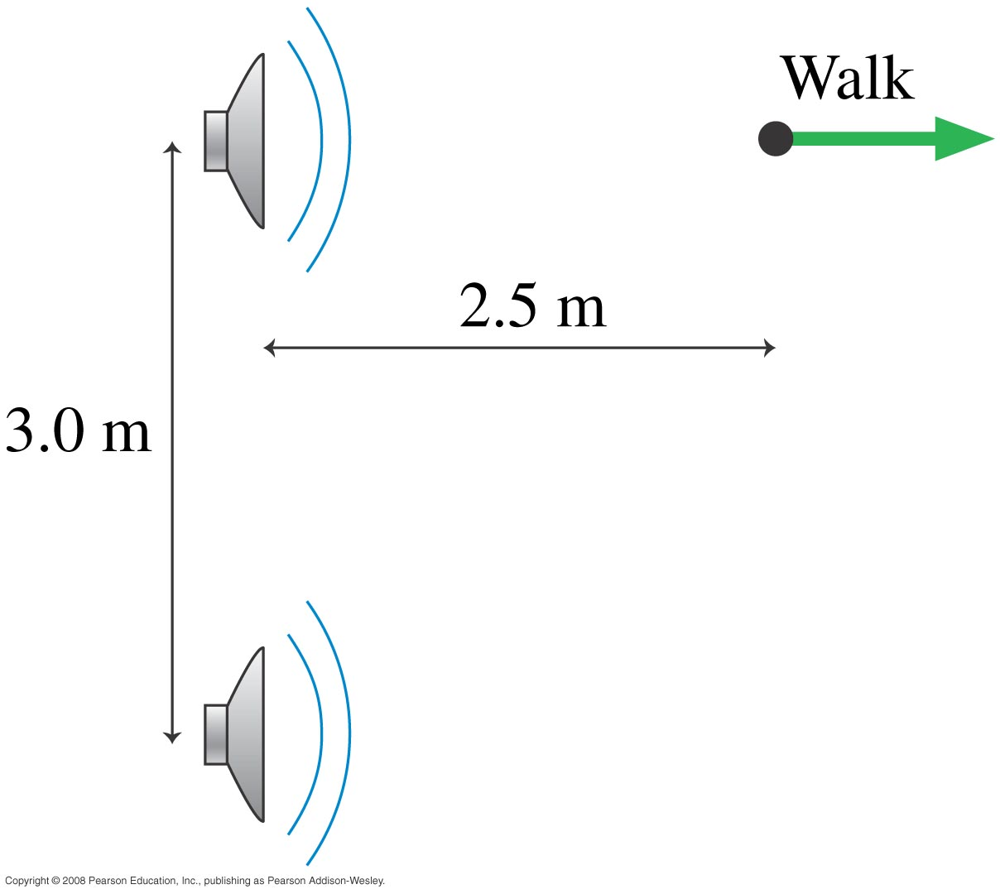 Walk
2.5 m
3.0 m
Copyright © 2008 Pearson Education, Inc., publishing as Pearson Addison-Wesley.